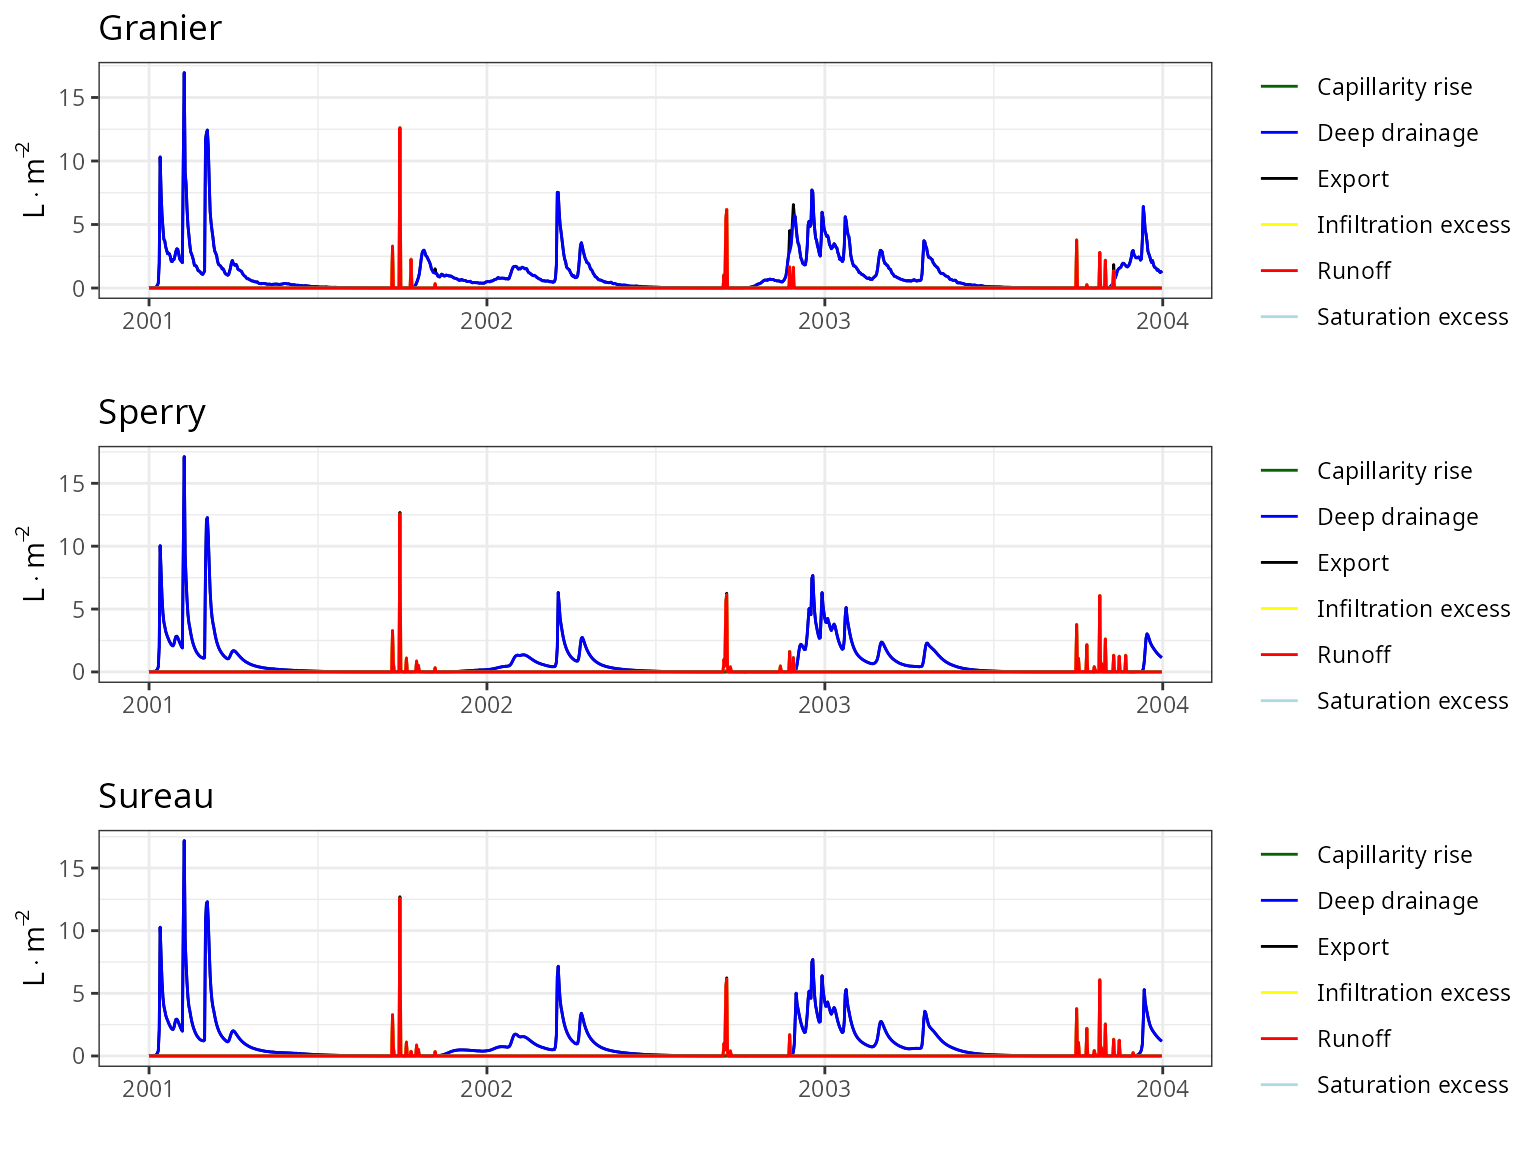 Granier
15
10
5
0
L · m⁻²
2001 2002 2003 2004
Capillarity rise
Deep drainage
Export
Infiltration excess
Runoff
Saturation excess
Sperry
15
10
5
0
L · m⁻²
2001 2002 2003 2004
Capillarity rise
Deep drainage
Export
Infiltration excess
Runoff
Saturation excess
Sureau
15
10
5
0
L · m⁻²
2001 2002 2003 2004
Capillarity rise
Deep drainage
Export
Infiltration excess
Runoff
Saturation excess